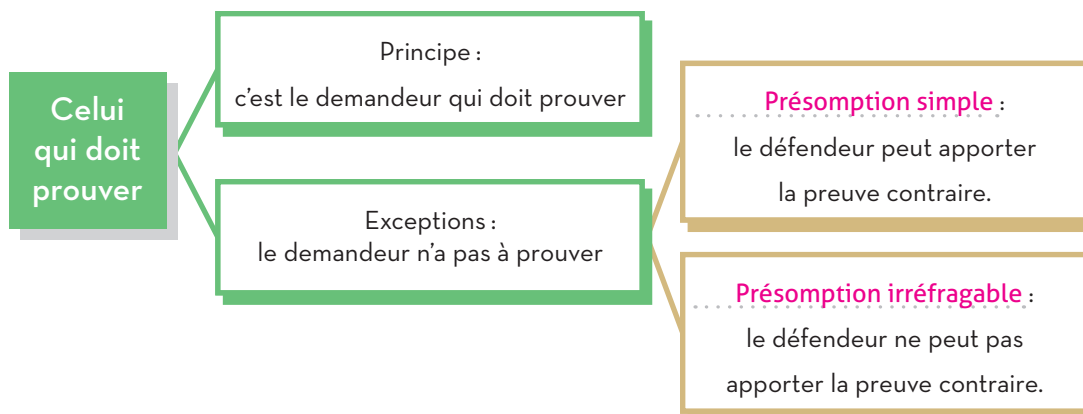 Celui
qui doit
prouver
Principe :
c'est le demandeur qui doit prouver
Exceptions :
le demandeur n'a pas à prouver
Présomption simple :
le défendeur peut apporter
la preuve contraire.
Présomption irréfragable :
le défendeur ne peut pas
apporter la preuve contraire.